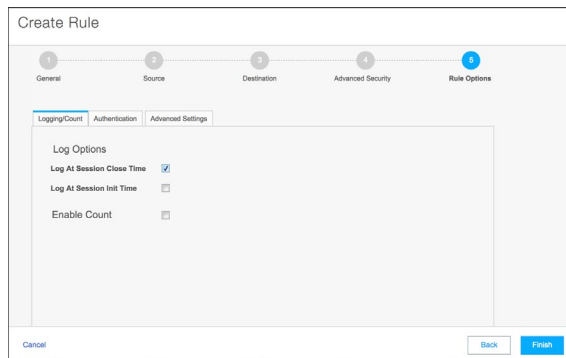 Create Rule
1 2 3 4 5
General Source Destination Advanced Security Rule Options
Logging/Count Authentication Advanced Settings
Log Options
Log At Session Close Time
Log At Session Init Time
Enable Count
Cancel Back Finish